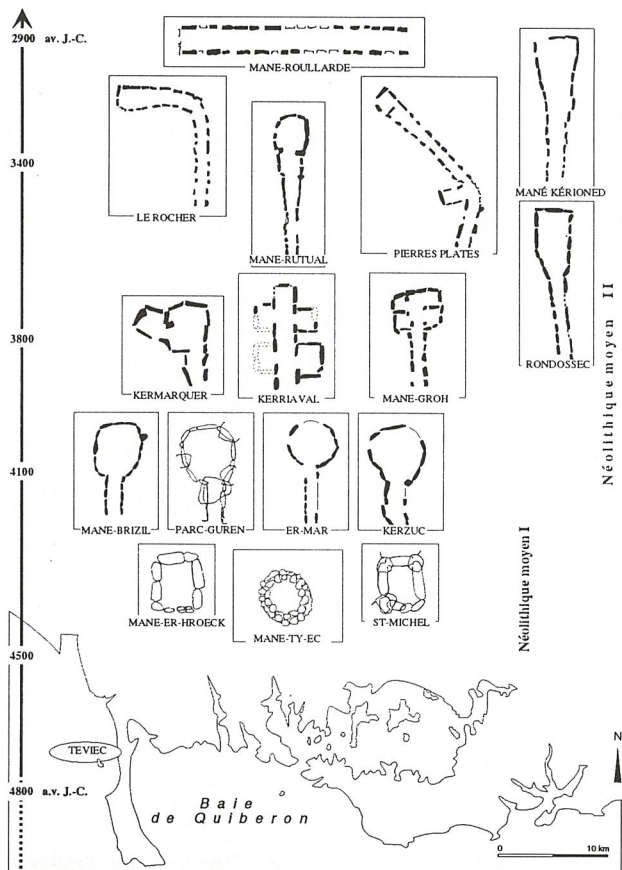 2900 av. J.-C.
MANE-ROULLARDE
3400
LE ROCHER
MANE-RUTUAL
PIERRES PLATES
MANÉ KÉRIONED
3800
KERMARQUER
KERRIAVAL
MANE-GROH
RONDOSSEC
Néolithique moyen II
4100
MANE-BRIZIL
PARC-GUREN
ER-MAR
KERZUC
MANE-ER-HROECK
MANE-TY-EC
ST-MICHEL
Néolithique moyen I
4500
TEVIEC
N
4800 a.v. J.-C.
Baie
de Quiberon
0 10 km